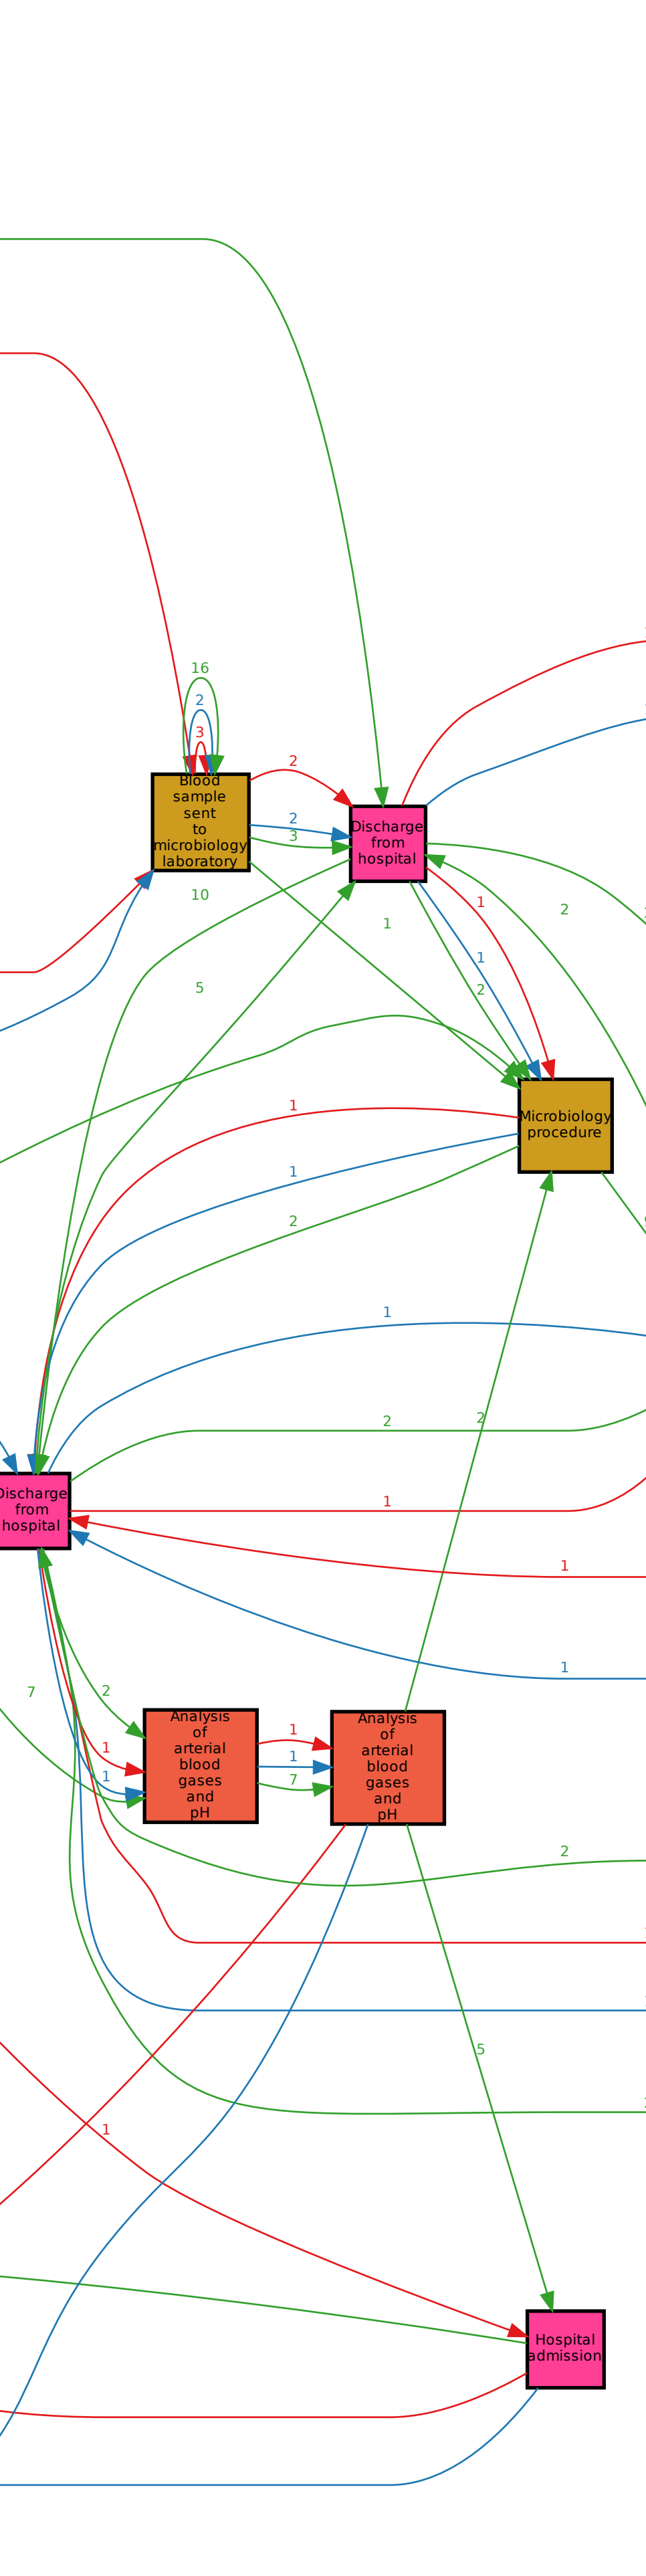 16
2
3
Blood
sample
sent
to
microbiology
laboratory
2
2
3
Discharge
from
hospital
10
1
1
2
1
5
2
1
Microbiology
procedure
1
2
1
2
2
1
Discharge
from
hospital
1
1
7
2
1
1
Analysis
of
arterial
blood
gases
and
pH
1
1
7
Analysis
of
arterial
blood
gases
and
pH
2
5
1
Hospital
admission